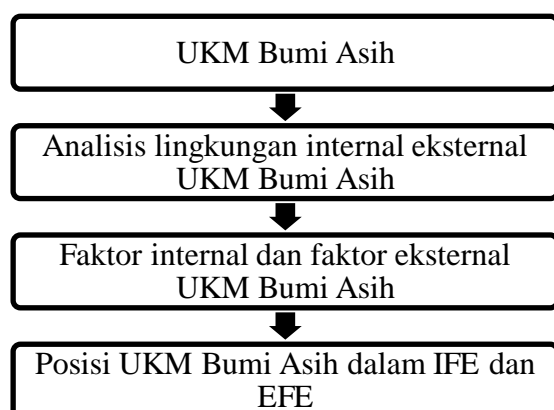 UKM Bumi Asih
Analisis lingkungan internal eksternal
UKM Bumi Asih
Faktor internal dan faktor eksternal
UKM Bumi Asih
Posisi UKM Bumi Asih dalam IFE dan
EFE